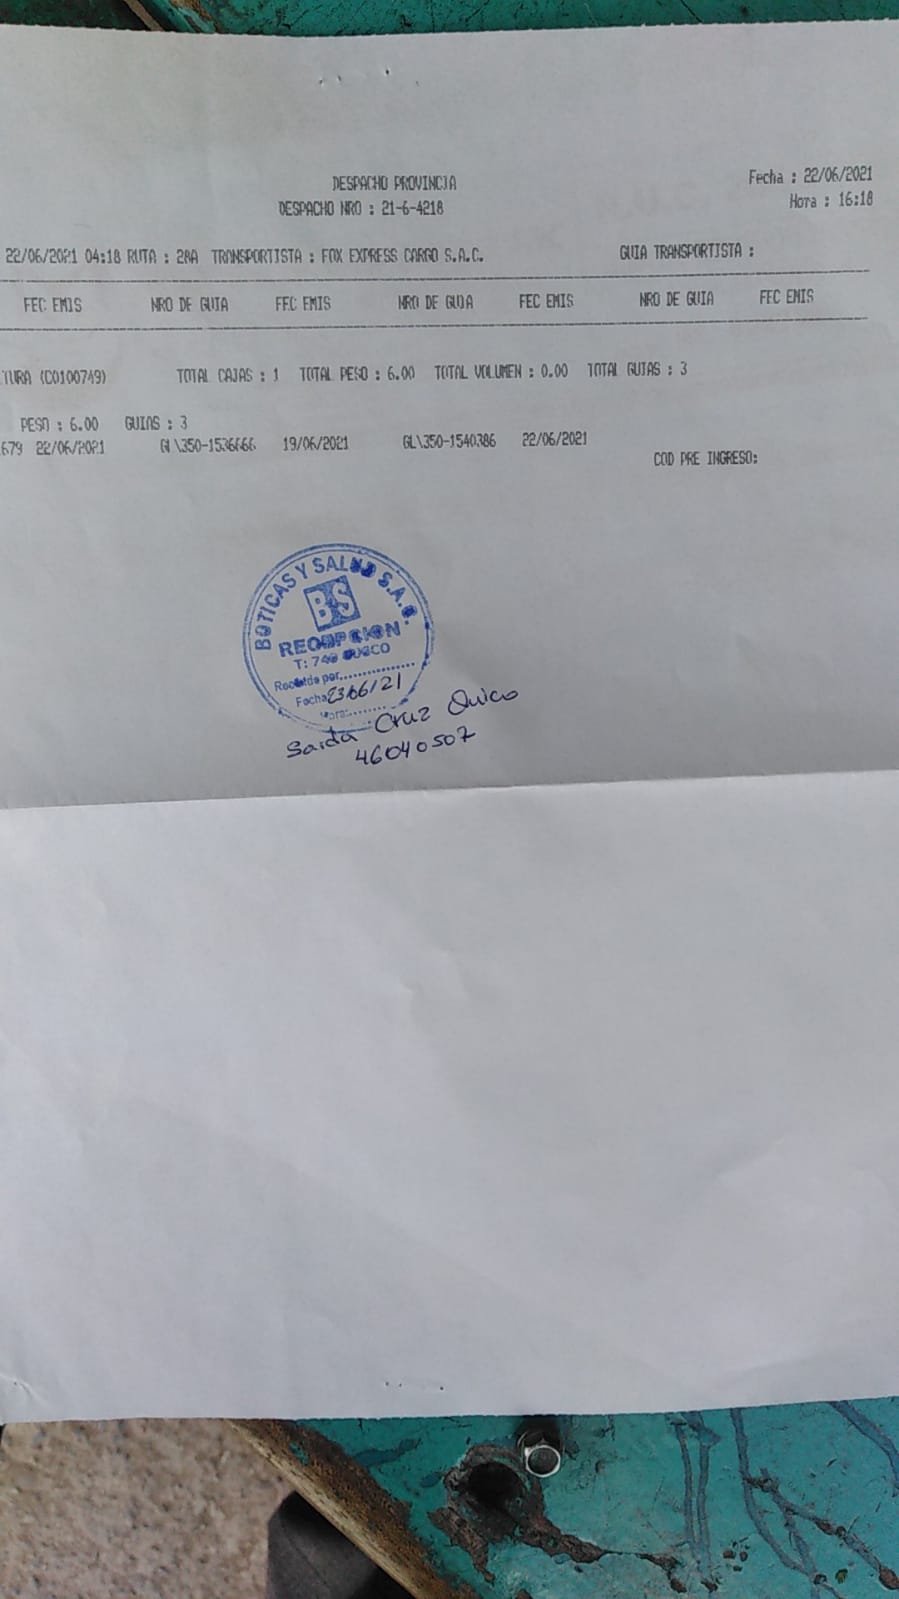 DESPACHO PROVINCIA
Fecha : 22/06/2021
DESPACHO NRO : 21-6-4218
Hora : 16:18
22/06/2021 04:18 RUTA : 28A TRANSPORTISTA : FOX EXPRESS CARGO S.A.C. GUIA TRANSPORTISTA :
FEC EMIS NRO DE GUIA FEC EMIS NRO DE GUIA FEC EMIS NRO DE GUIA FEC EMIS
TURA (C0100749) TOTAL CAJAS : 1 TOTAL PESO : 6.00 TOTAL VOLUMEN : 0.00 TOTAL GUIAS : 3
PESO : 6.00 GUIAS : 3
679 22/06/2021 GL\350-1536666 19/06/2021 GL\350-1540386 22/06/2021
COD PRE INGRESO:
BOTICAS Y SALUD S.A.C.
BS
RECEPCION
T: 740 CUSCO
Recibido por..................
Fecha 23/06/21
Hora:........
Saida Cruz Quico
46040507